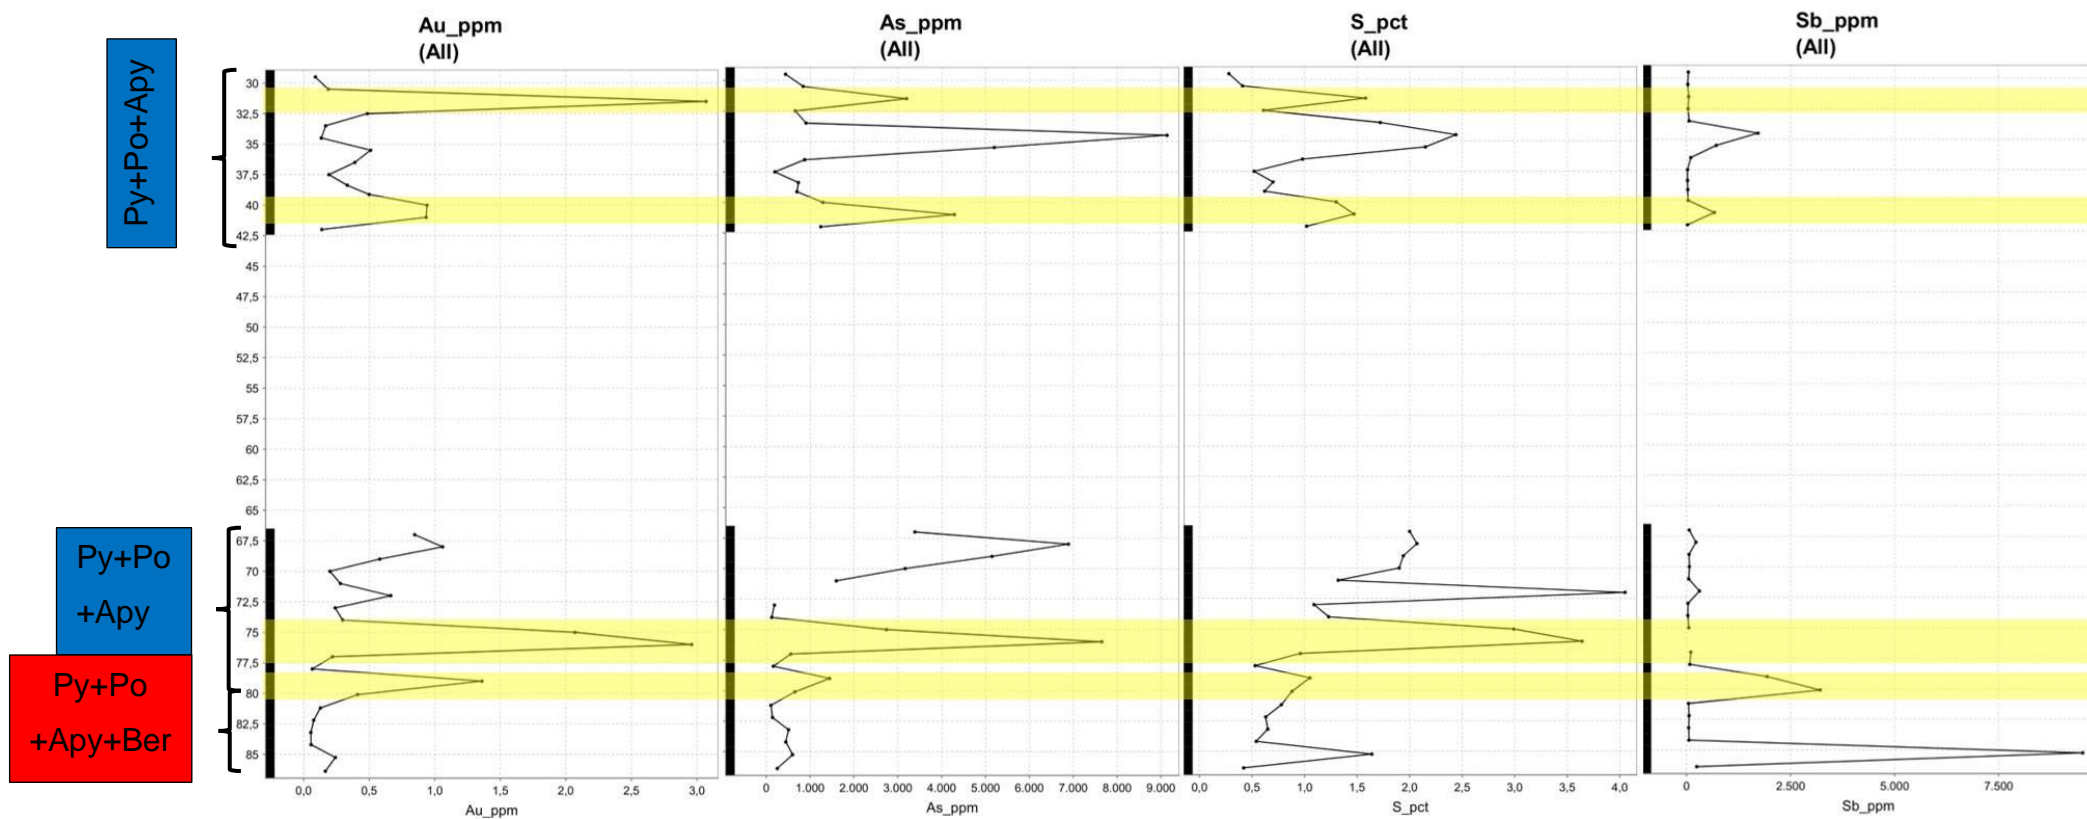 Au_ppm
(All)
As_ppm
(All)
S_pct
(All)
Sb_ppm
(All)
Py+Po+Apy
30
32,5
35
37,5
40
42,5
45
47,5
50
52,5
55
57,5
60
62,5
65
67,5
70
72,5
75
77,5
80
82,5
85
Py+Po
+Apy
Py+Po
+Apy+Ber
0,0 0,5 1,0 1,5 2,0 2,5 3,0
Au_ppm
0 1.000 2.000 3.000 4.000 5.000 6.000 7.000 8.000 9.000
As_ppm
0,0 0,5 1,0 1,5 2,0 2,5 3,0 3,5 4,0
S_pct
0 2.500 5.000 7.500
Sb_ppm